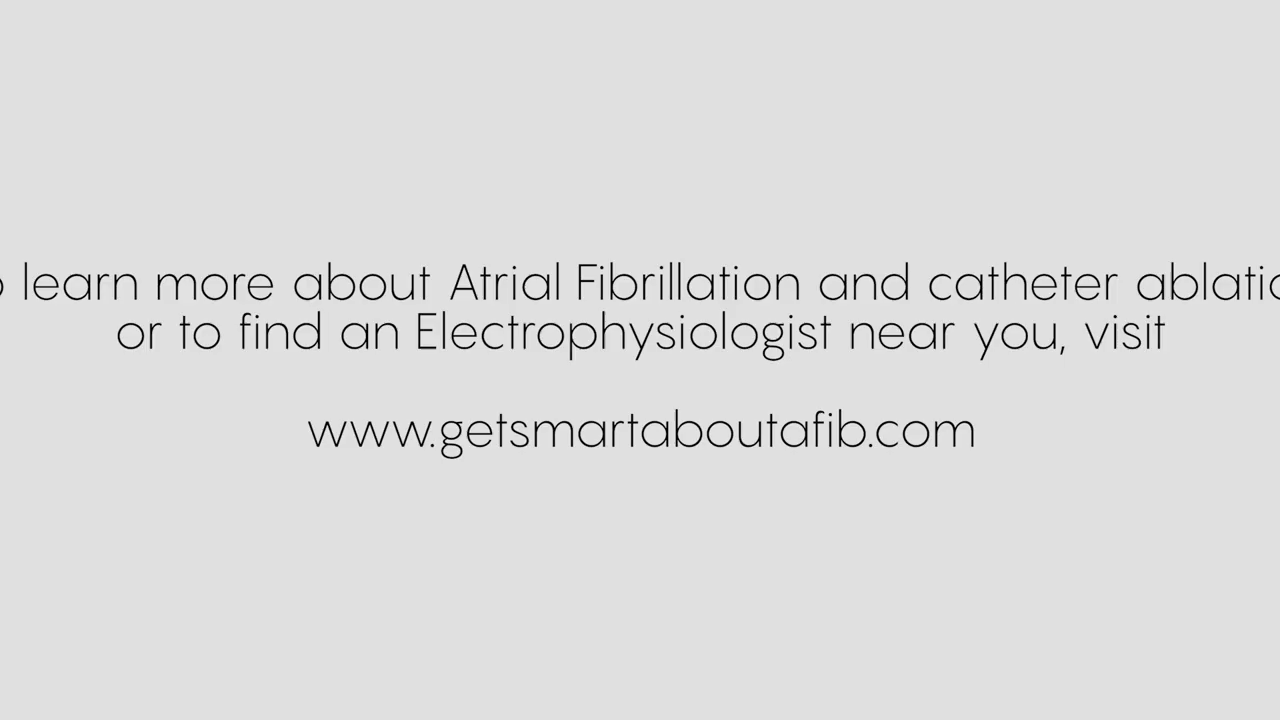 o learn more about Atrial Fibrillation and catheter ablatio
or to find an Electrophysiologist near you, visit
www.getsmartaboutafib.com